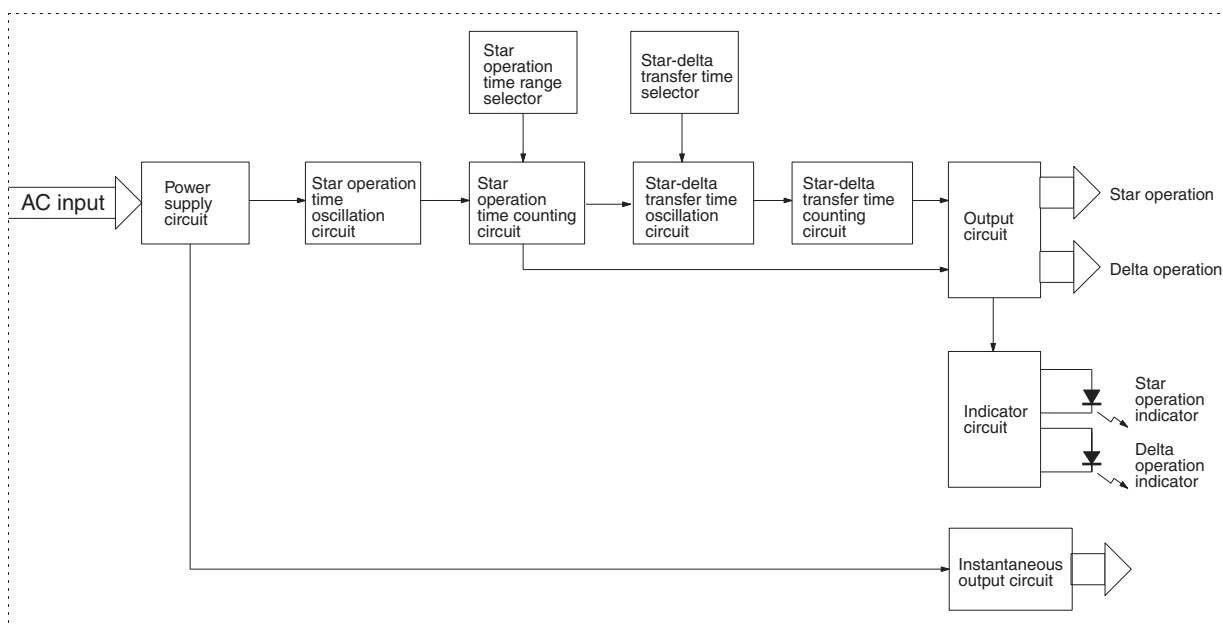 Star
operation
time range
selector
Star-delta
transfer time
selector
AC input
Power
supply
circuit
Star operation
time
oscillation
circuit
Star
operation
time counting
circuit
Star-delta
transfer time
oscillation
circuit
Star-delta
transfer time
counting
circuit
Output
circuit
Star operation
Delta operation
Indicator
circuit
Star
operation
indicator
Delta
operation
indicator
Instantaneous
output circuit